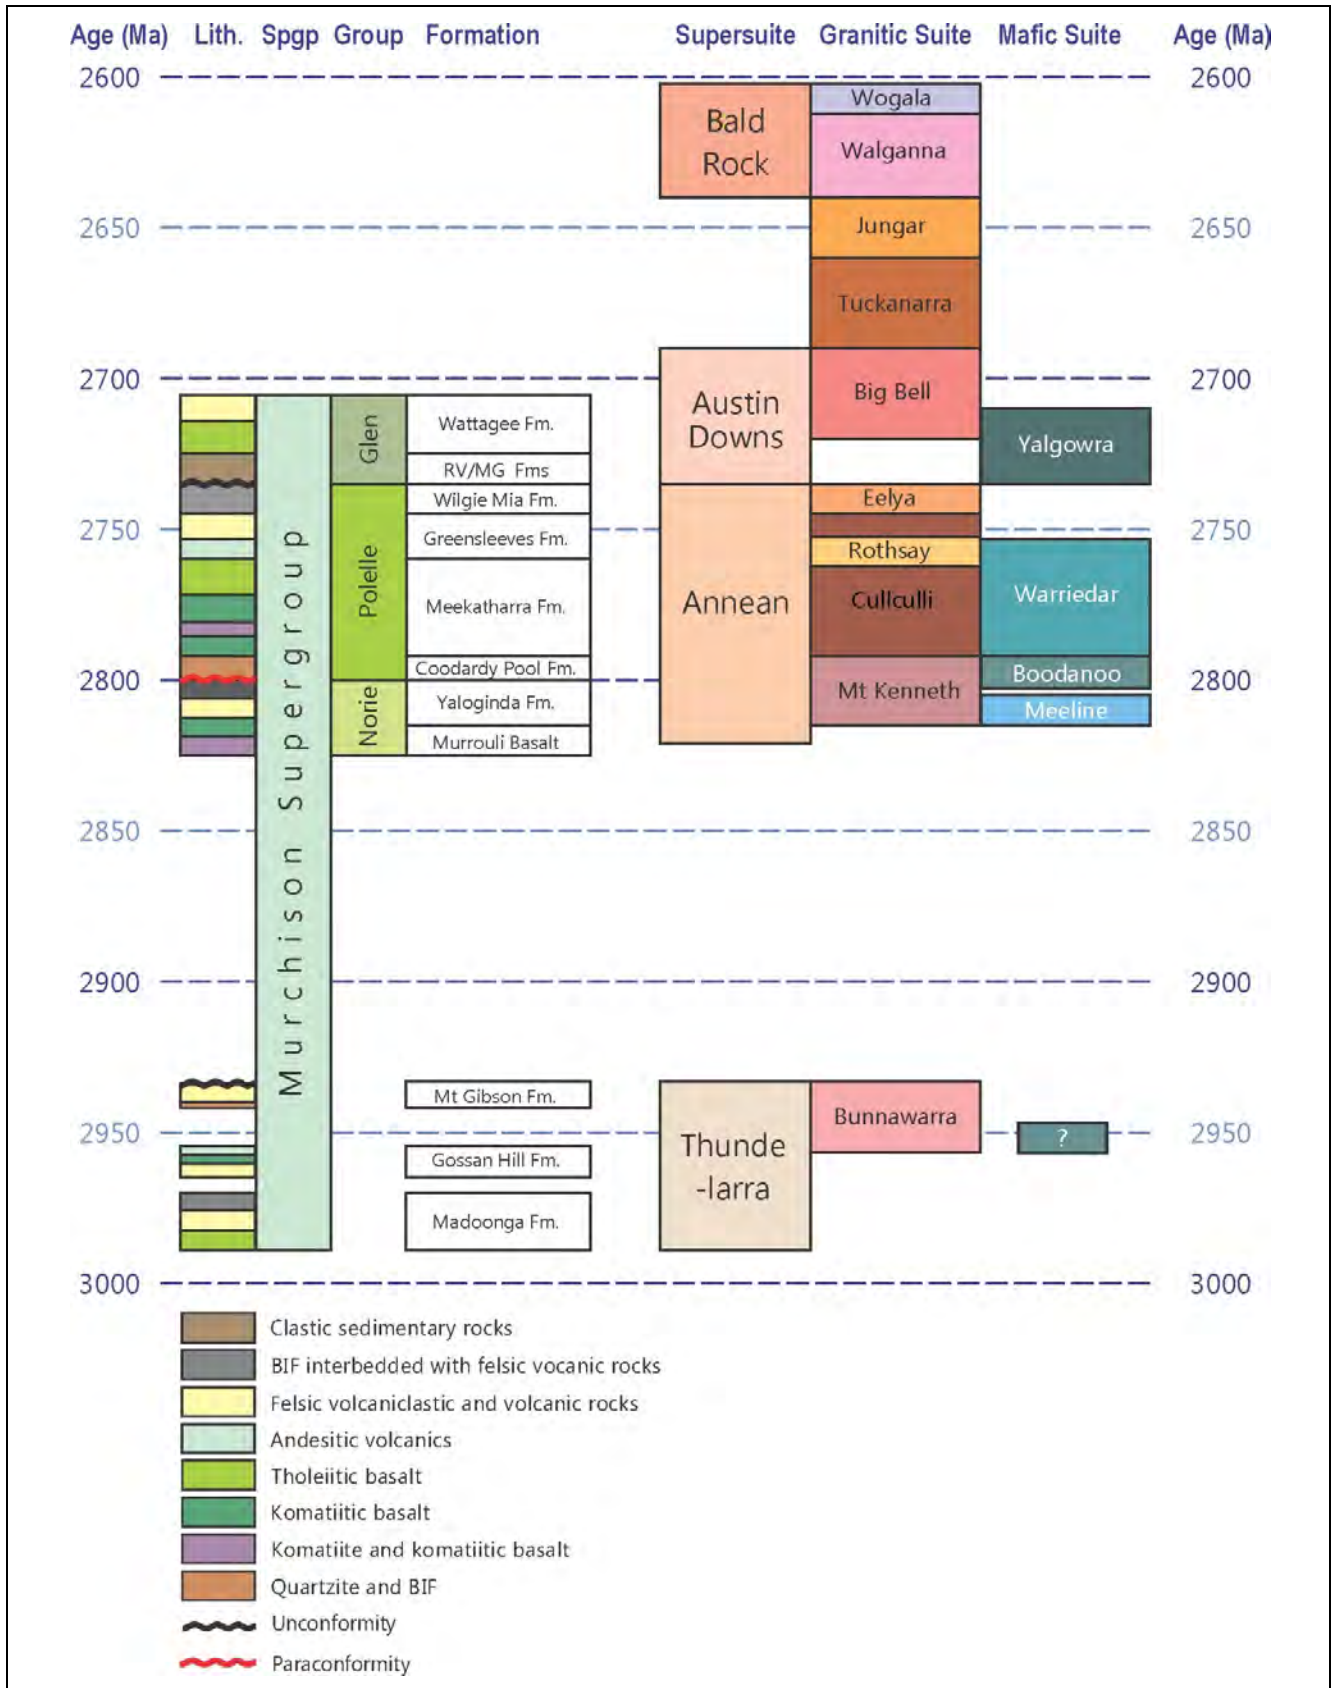 Age (Ma) Lith. Spgp Group Formation Supersuite Granitic Suite Mafic Suite Age (Ma)
2600 2600
Wogala
Bald
Rock
Walganna
2650 Jungar 2650
Tuckanarra
2700 2700
Big Bell
Austin
Downs
Glen
Wattagee Fm.
Yalgowra
RV/MG Fms
Wilgie Mia Fm.
Eelya
2750 2750
Greensleeves Fm.
Rothsay
Polelle
Meekatharra Fm.
Annean
Cullculli
Warriedar
Coodardy Pool Fm.
Boodanoo
2800 2800
Norie
Yaloginda Fm.
Mt Kenneth
Meeline
Murrouli Basalt
Murchison Supergroup
2850 2850
2900 2900
Mt Gibson Fm.
Bunnawarra
2950 ? 2950
Thunde
-larra
Gossan Hill Fm.
Madoonga Fm.
3000 3000
Clastic sedimentary rocks
BIF interbedded with felsic vocanic rocks
Felsic volcaniclastic and volcanic rocks
Andesitic volcanics
Tholeiitic basalt
Komatiitic basalt
Komatiite and komatiitic basalt
Quartzite and BIF
Unconformity
Paraconformity